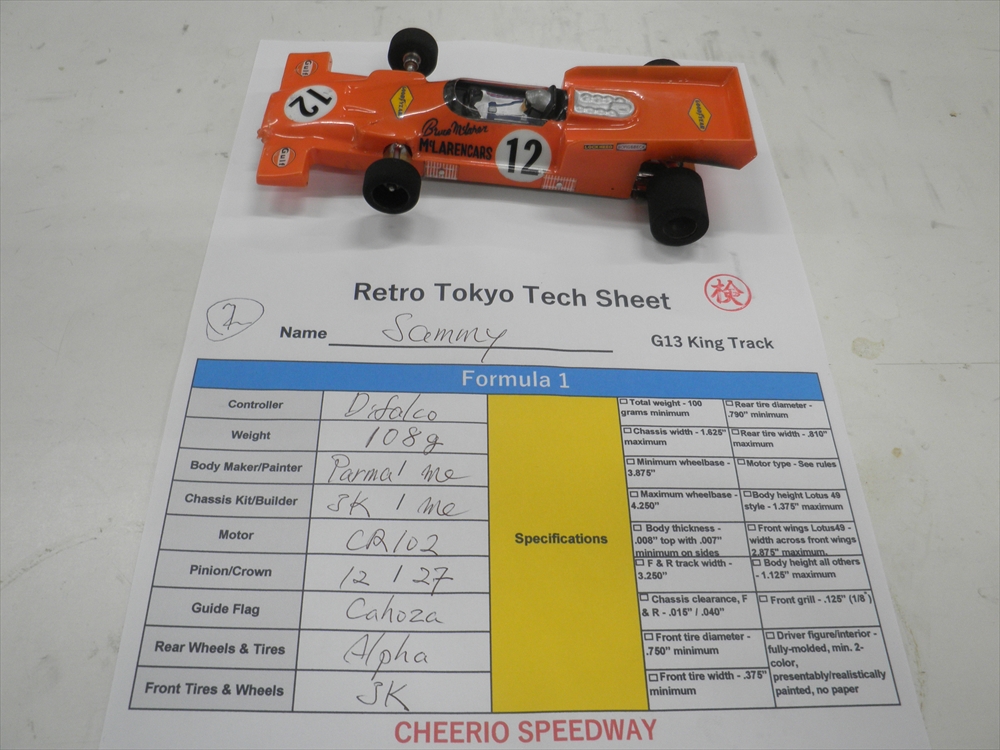 Gulf
12
GOODYEAR
Bruce McLaren
McLARENCARS
12
Gulf
GOODYEAR
Retro Tokyo Tech Sheet
検
2
Name Sammy
G13 King Track
Formula 1
Controller Difalco
Weight 108g
Body Maker/Painter Parma / me
Chassis Kit/Builder JK / me
Motor CR102
Pinion/Crown 12 / 27
Guide Flag Cahoza
Rear Wheels & Tires Alpha
Front Tires & Wheels JK
Specifications
Total weight - 100
grams minimum
Rear tire diameter -
.790" minimum
Chassis width - 1.625"
maximum
Rear tire width - .810"
maximum
Minimum wheelbase -
3.875"
Motor type - See rules
Maximum wheelbase -
4.250"
Body height Lotus 49
style - 1.375" maximum
Body thickness -
.008" top with .007"
minimum on sides
Front wings Lotus49 -
width across front wings
2.875" maximum.
F & R track width -
3.250"
Body height all others
- 1.125" maximum
Chassis clearance, F
& R - .015" / .040"
Front grill - .125" (1/8")
Front tire diameter -
.750" minimum
Driver figure/interior -
fully-molded, min. 2-
color,
presentably/realistically
painted, no paper
Front tire width - .375"
minimum
CHEERIO SPEEDWAY